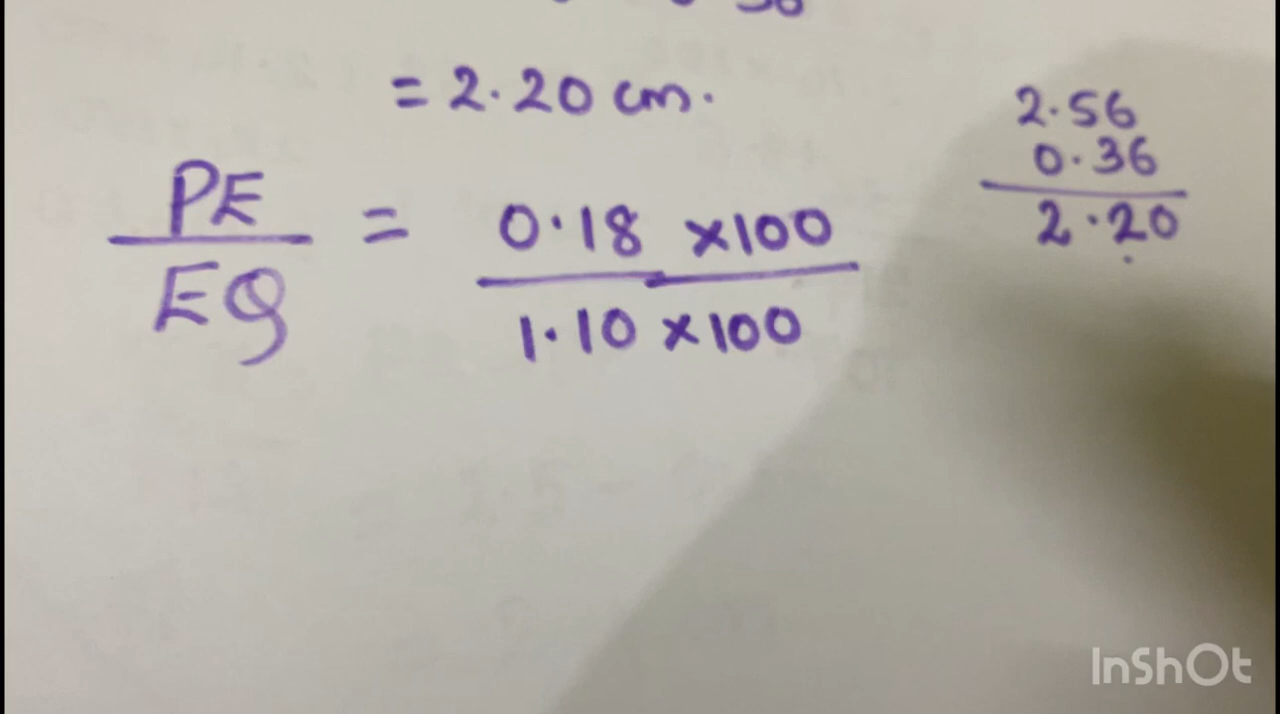 = 2.20 cm.
2.56
0.36
2.20
PE/EQ = 0.18 ×100/1.10 ×100
InShOt